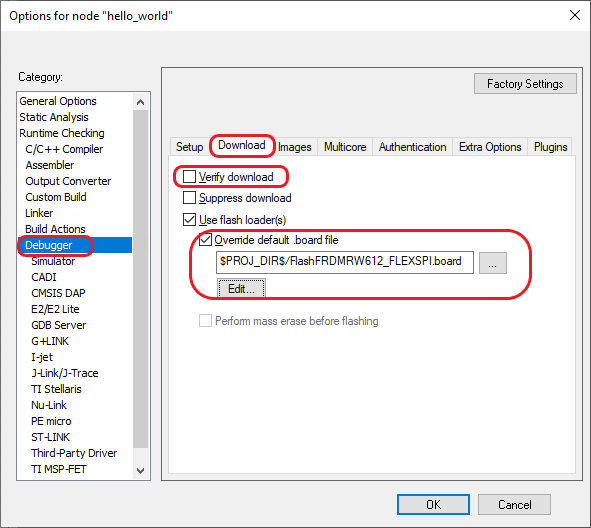 Options for node "hello_world"
Category:
General Options
Static Analysis
Runtime Checking
C/C++ Compiler
Assembler
Output Converter
Custom Build
Linker
Build Actions
Debugger
Simulator
CADI
CMSIS DAP
E2/E2 Lite
GDB Server
G+LINK
I-jet
J-Link/J-Trace
TI Stellaris
Nu-Link
PE micro
ST-LINK
Third-Party Driver
TI MSP-FET
Factory Settings
Setup Download Images Multicore Authentication Extra Options Plugins
Verify download
Suppress download
Use flash loader(s)
Override default .board file
$PROJ_DIR$/FlashFRDMRW612_FLEXSPI.board ...
Edit...
Perform mass erase before flashing
OK Cancel